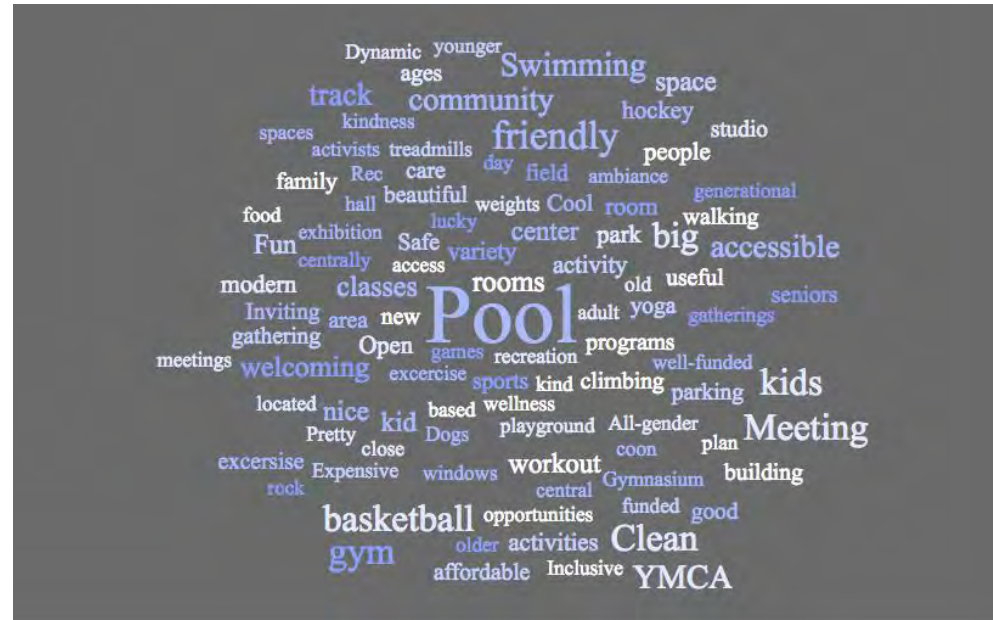 Dynamic younger
ages Swimming space
track community hockey
kindness friendly studio
spaces activists treadmills people
day field ambiance
family Rec care generational
hall beautiful weights Cool room walking
food lucky
exhibition center park big accessible
Fun Safe variety
centrally access activity
modern classes rooms old useful
Inviting area new Pool adult yoga seniors
gathering gatherings
Open games recreation programs
meetings welcoming well-funded
excercise sports kind climbing parking kids
located nice kid based wellness
Pretty Dogs playground All-gender Meeting
close coon plan
excersise Expensive windows workout building
rock central Gymnasium
basketball opportunities funded good
gym older activities Clean
affordable Inclusive YMCA